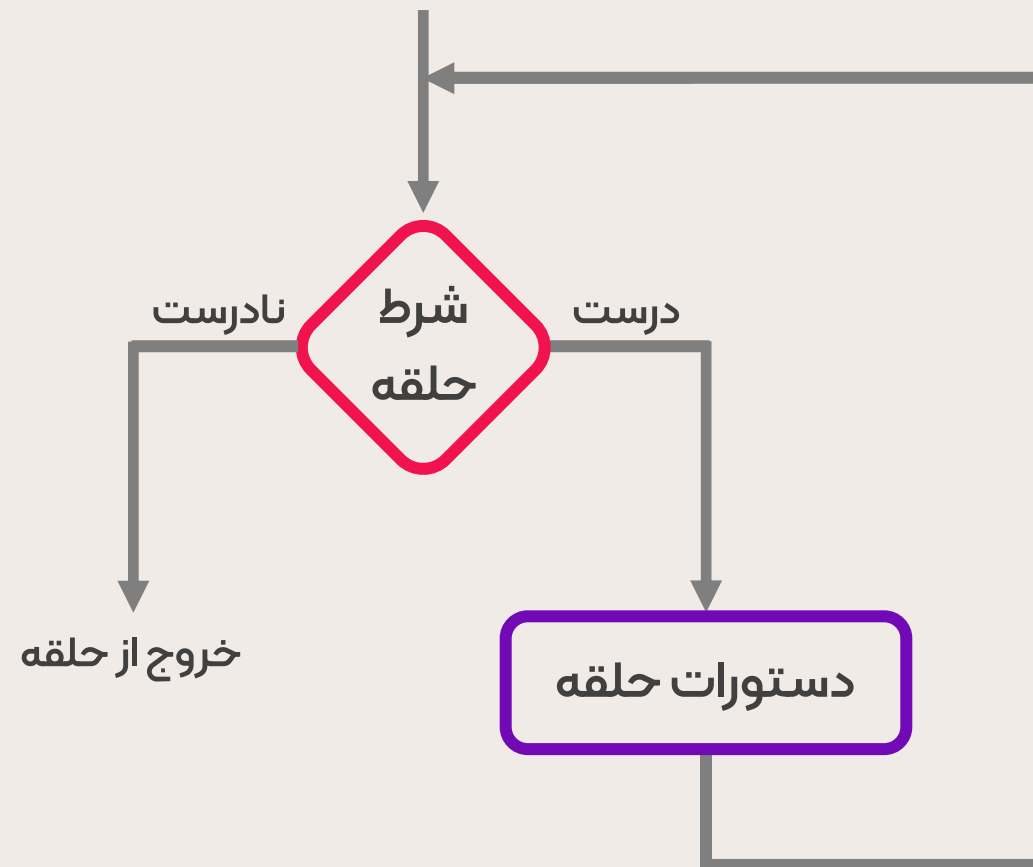 درست
نادرست
شرط
حلقه
خروج از حلقه
دستورات حلقه